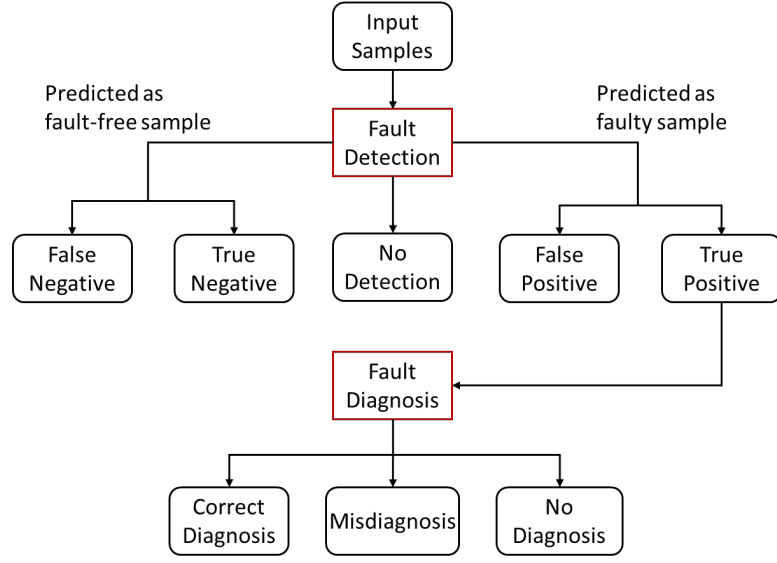 Input
Samples
Predicted as
fault-free sample
Predicted as
faulty sample
Fault
Detection
False
Negative
True
Negative
No
Detection
False
Positive
True
Positive
Fault
Diagnosis
Correct
Diagnosis
Misdiagnosis
No
Diagnosis